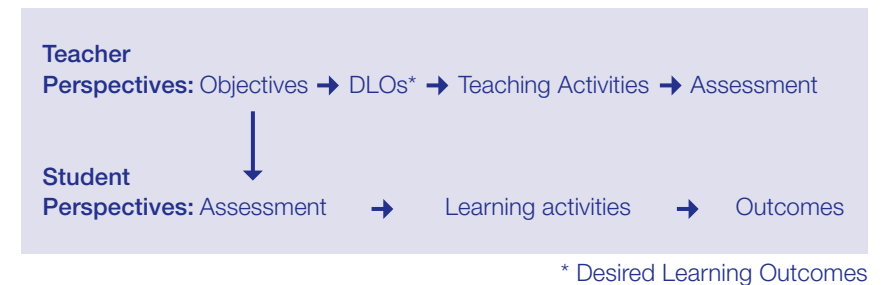 Teacher
Perspectives: Objectives → DLOs* → Teaching Activities → Assessment
Student
Perspectives: Assessment → Learning activities → Outcomes
* Desired Learning Outcomes